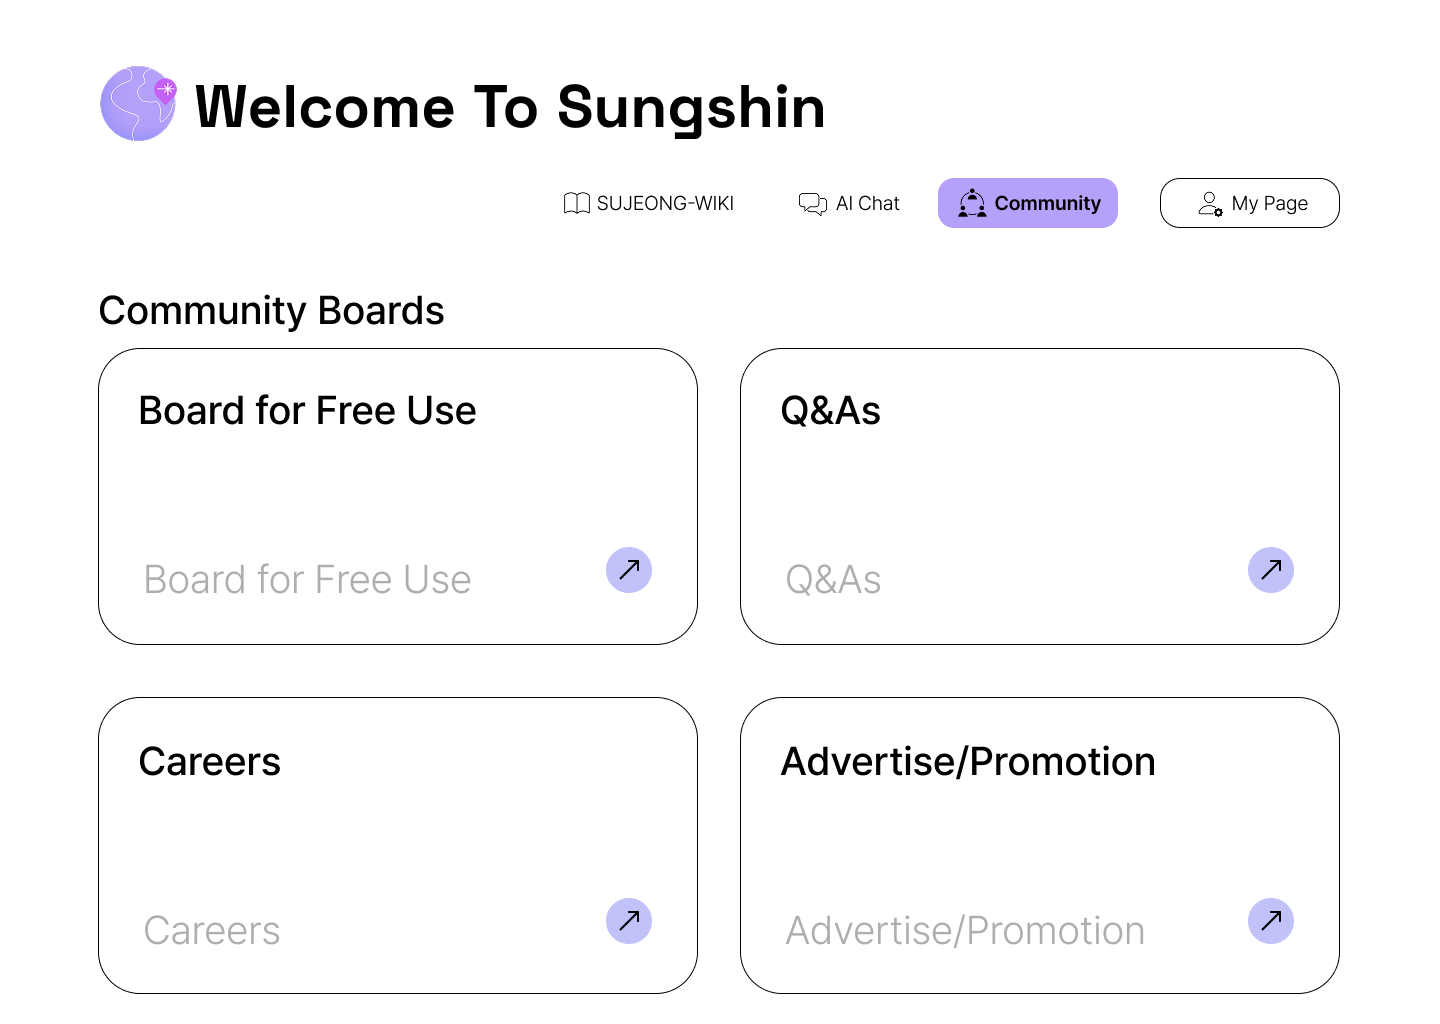 Welcome To Sungshin
SUJEONG-WIKI
AI Chat
Community
My Page
Community Boards
Board for Free Use
Board for Free Use
Q&As
Q&As
Careers
Careers
Advertise/Promotion
Advertise/Promotion